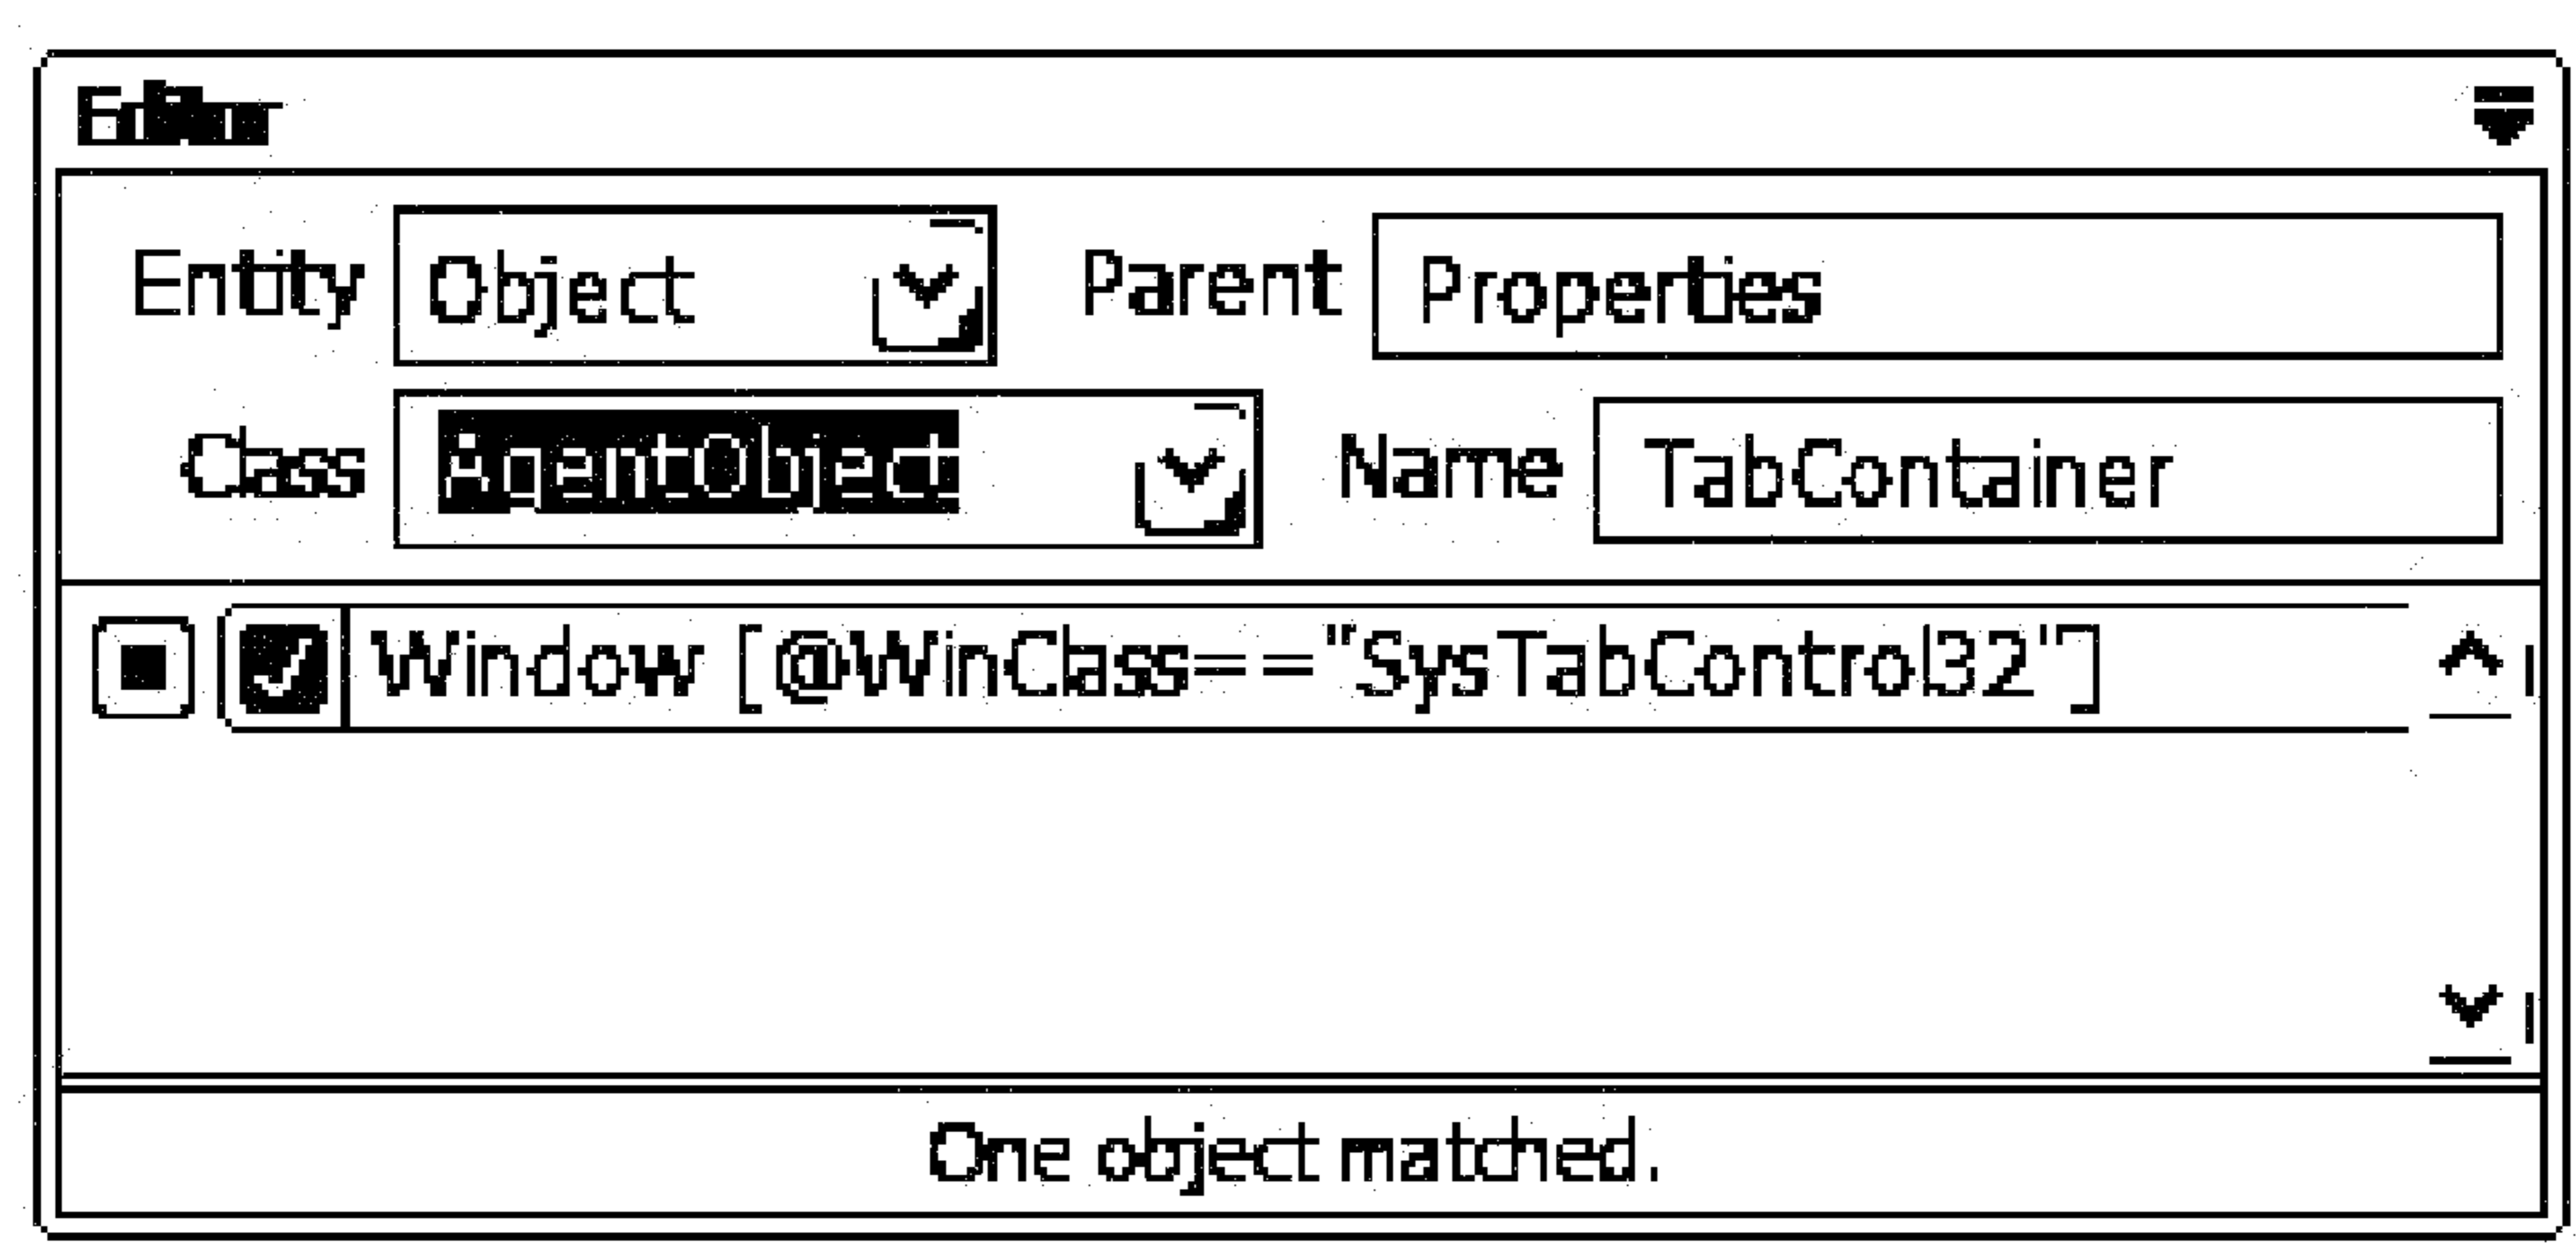 Editor
Entity Object Parent Properties
Class AgentObject Name TabContainer
Window [@WinClass=="SysTabControl32"]
One object matched.